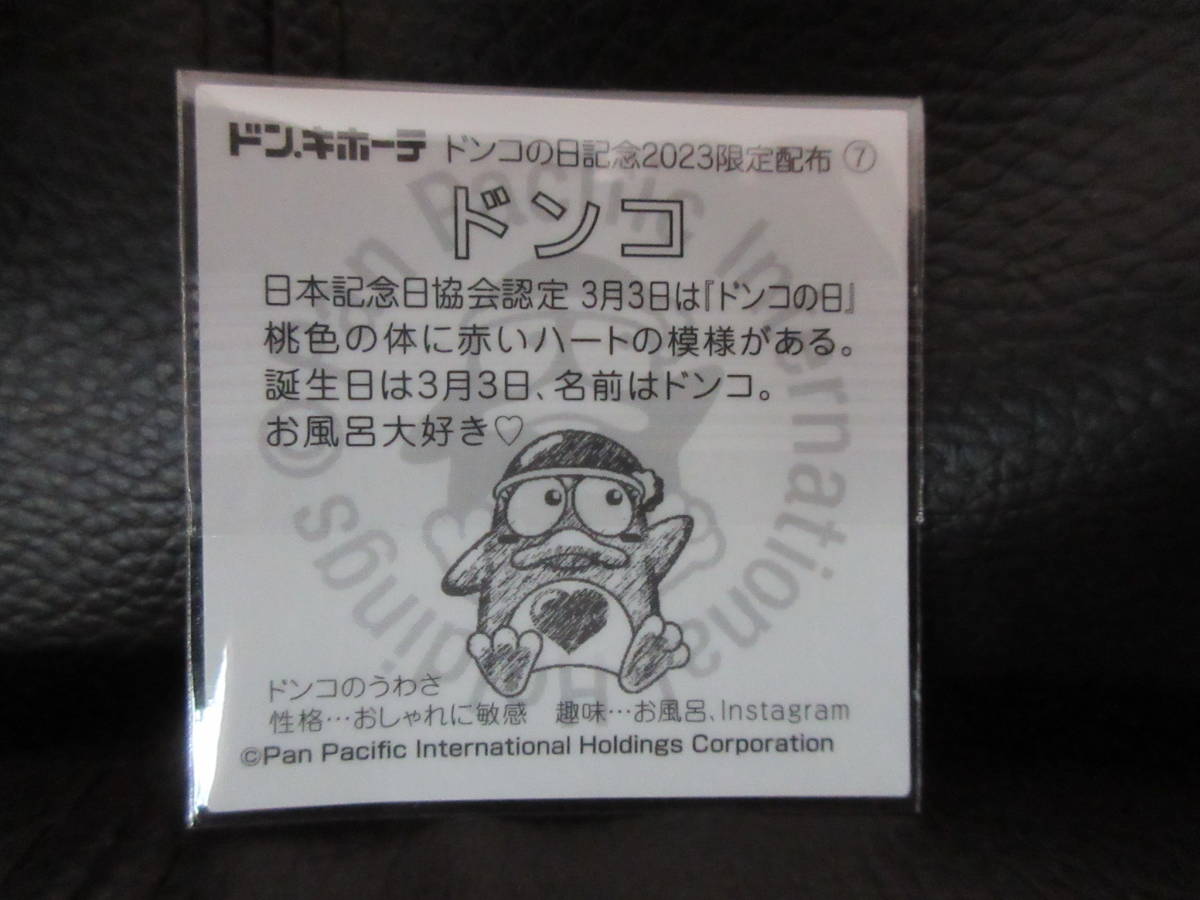 ドン.キホーテ ドンコの日記念2023限定配布 ⑦
ドンコ
日本記念日協会認定 3月3日は『ドンコの日』
桃色の体に赤いハートの模様がある。
誕生日は3月3日、名前はドンコ。
お風呂大好き♡
ドンコのうわさ
性格…おしゃれに敏感 趣味…お風呂、Instagram
©Pan Pacific International Holdings Corporation
©Pan Pacific International Holdings